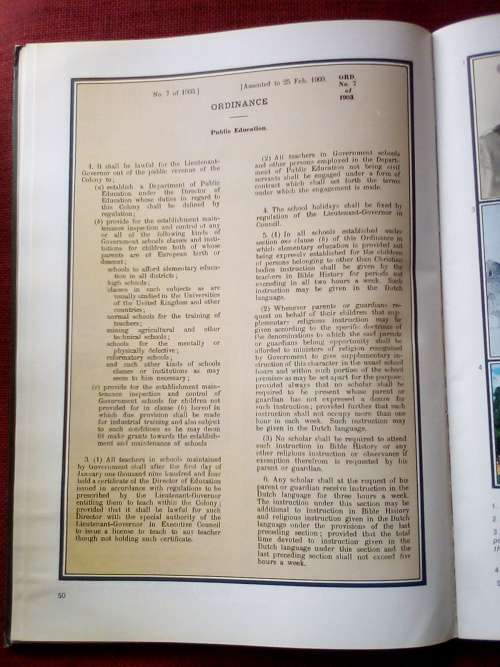 No. 7 of 1903.]
[Assented to 25 Feb. 1903.
ORD
No. 7
of
1903.
ORDINANCE
Public Education.
4. It shall be lawful for the Lieutenant-
Governor out of the public revenue of the
Colony to:
(a) establish a Department of Public
Education under the Director of
Education whose duties in regard to
this Colony shall be defined by
regulation;
(b) provide for the establishment main-
tenance inspection and control of any
or all of the following kinds of
Government schools classes and insti-
tutions for children both of whose
parents are of European birth or
descent;
schools to afford elementary educa-
tion in all districts;
high schools;
classes in such subjects as are
usually studied in the Universities
of the United Kingdom and other
countries;
normal schools for the training of
teachers;
mining agricultural and other
technical schools;
schools for the mentally or
physically defective;
reformatory schools;
and such other kinds of schools
classes or institutions as may
seem to him necessary;
(c) provide for the establishment main-
tenance inspection and control of
Government schools for children not
provided for in clause (b) hereof in
which due provision shall be made
for industrial training and also subject
to such conditions as he may deem
fit make grants towards the establish-
ment and maintenance of schools
3. (1) All teachers in schools maintained
by Government shall after the first day of
January one thousand nine hundred and four
hold a certificate of the Director of Education
issued in accordance with regulations to be
prescribed by the Lieutenant-Governor
entitling them to teach within the Colony;
provided that it shall be lawful for such
Director with the special authority of the
Lieutenant-Governor in Executive Council
to issue a license to teach to any teacher
though not holding such certificate.
(2) All teachers in Government schools
and other persons employed in the Depart-
ment of Public Education not being civil
servants shall be engaged under a form of
contract which shall set forth the terms
under which the engagement is made.
4. The school holidays shall be fixed by
regulation of the Lieutenant-Governor in
Council.
5. (1) In all schools established under
section one clause (b) of this Ordinance in
which elementary education is provided not
being expressly established for the children
of persons belonging to other than Christian
bodies instruction shall be given by the
teachers in Bible History for periods not
exceeding in all two hours a week. Such
instruction may be given in the Dutch
language.
(2) Whenever parents or guardians re-
quest on behalf of their children that sup-
plementary religious instruction may be
given according to the specific doctrines of
the denominations to which the said parents
or guardians belong opportunity shall be
afforded to ministers of religion recognised
by Government to give supplementary in-
struction of this character in the usual school
hours and within such portion of the school
premises as may be set apart for the purpose;
provided always that no scholar shall be
required to be present whose parent or
guardian has not expressed a desire for
such instruction; provided further that such
instruction shall not occupy more than one
hour in each week. Such instruction may
be given in the Dutch language.
(3) No scholar shall be required to attend
such instruction in Bible History or any
other religious instruction or observance if
exemption therefrom is requested by his
parent or guardian.
6. Any scholar shall at the request of his
parent or guardian receive instruction in the
Dutch language for three hours a week.
The instruction under this section may be
additional to instruction in Bible History
and religious instruction given in the Dutch
language under the provisions of the last
preceding section; provided that the total
time devoted to instruction given in the
Dutch language under this section and the
last preceding section shall not exceed five
hours a week.
50
1
3
4
1.
2.
3.
4
5